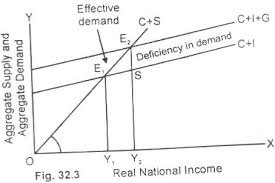 Effective
demand
Y
C+S
C+I+G
E₂
Deficiency in demand
C+I
E₁
S
Aggregate Supply and
Aggregate Demand
O
Y₁
Y₂
X
Fig. 32.3
Real National Income